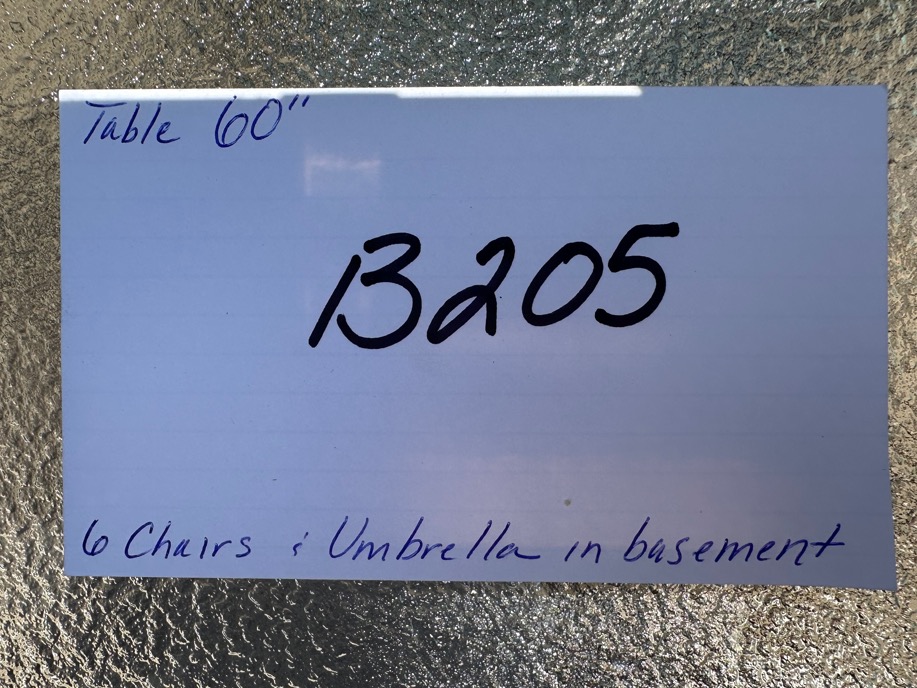 Table 60"
B205
6 Chairs & Umbrella in basement